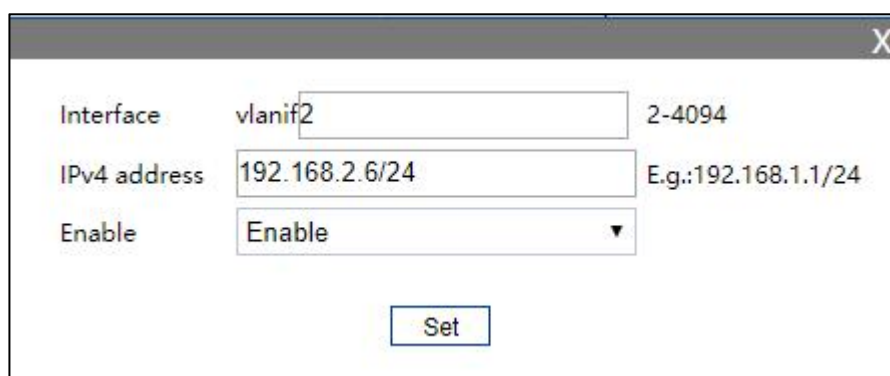 X
Interface vlanif2 2-4094
IPv4 address 192.168.2.6/24 E.g.:192.168.1.1/24
Enable Enable
Set